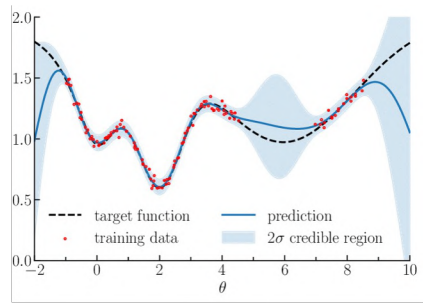 2.0
1.5
1.0
0.5
0.0
−2 0 2 4 6 8 10
θ
target function
prediction
training data
2σ credible region